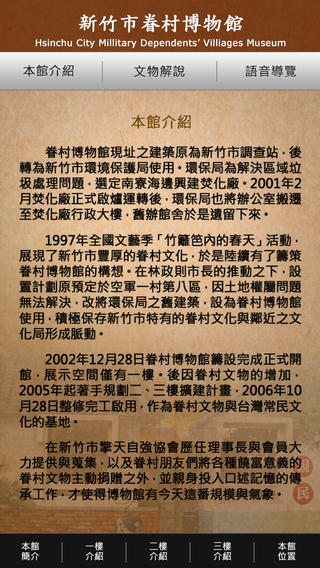 新竹市眷村博物館
Hsinchu City Millitary Dependents' Villiages Museum
本館介紹
文物解說
語音導覽
本館介紹
眷村博物館現址之建築原為新竹市調查站，後
轉為新竹市環境保護局使用。環保局為解決區域垃
圾處理問題，選定南寮海邊興建焚化廠。2001年2
月焚化廠正式啟爐運轉後，環保局也將辦公室搬遷
至焚化廠行政大樓，舊辦館舍於是遺留下來。
1997年全國文藝季「竹籬笆內的春天」活動，
展現了新竹市豐厚的眷村文化，於是陸續有了籌策
眷村博物館的構想。在林政則市長的推動之下，設
置計劃原預定於空軍一村第八區，因土地權屬問題
無法解決，改將環保局之舊建築，設為眷村博物館
使用，積極保存新竹市特有的眷村文化與鄰近之文
化局形成脈動。
2002年12月28日眷村博物館籌設完成正式開
館，展示空間僅有一樓。後因眷村文物的增加，
2005年起著手規劃二、三樓擴建計畫，2006年10
月28日整修完工啟用，作為眷村文物與台灣常民文
化的基地。
在新竹市擎天自強協會歷任理事長與會員大
力提供與蒐集，以及眷村朋友們將各種饒富意義的
眷村文物主動捐贈之外，並親身投入口述記憶的傳
承工作，才使得博物館有今天這番規模與氣象。
本館
簡介
一樓
介紹
二樓
介紹
三樓
介紹
本館
位置